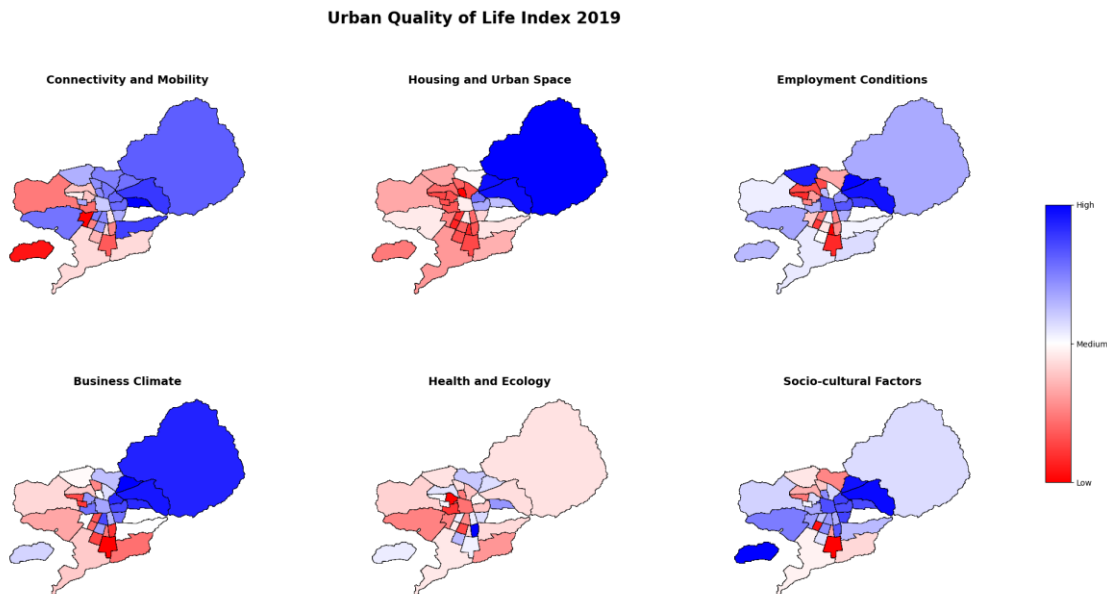 Urban Quality of Life Index 2019
Connectivity and Mobility
Housing and Urban Space
Employment Conditions
High
Medium
Low
Business Climate
Health and Ecology
Socio-cultural Factors